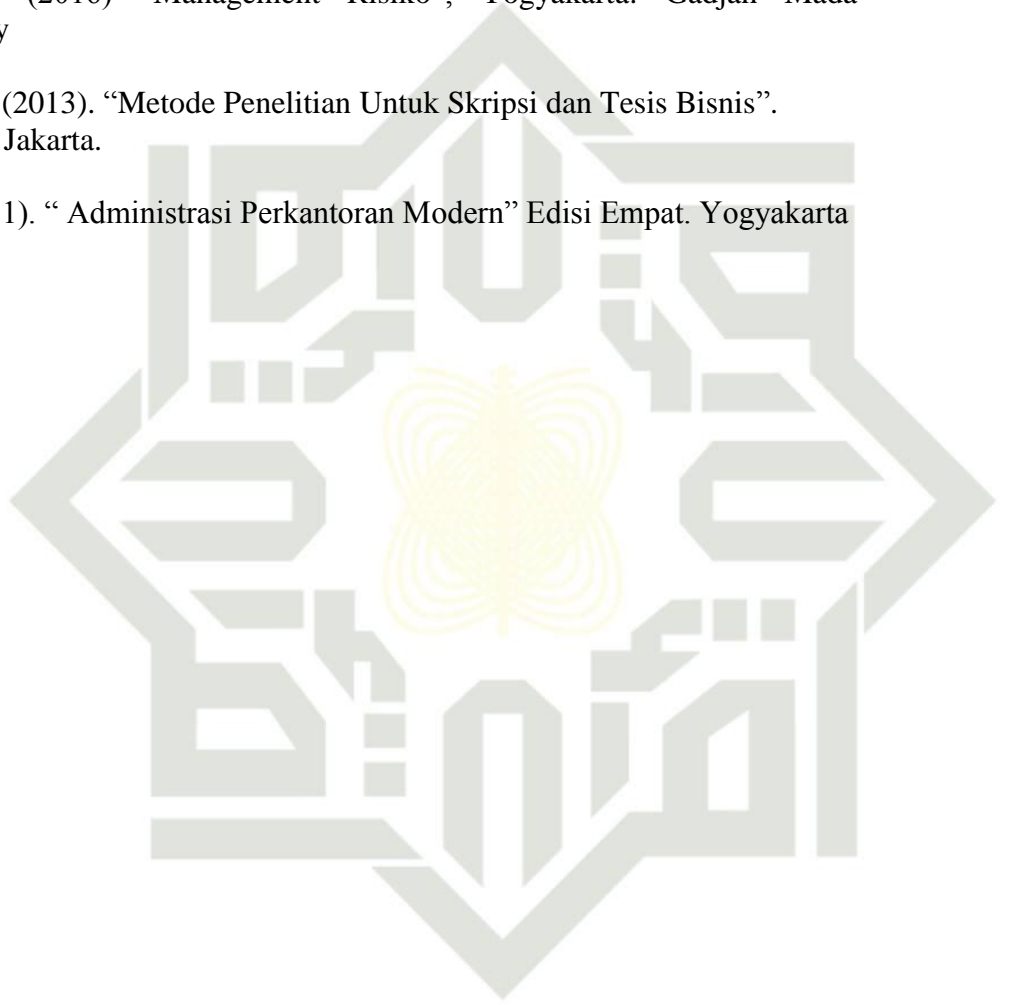 Management Risiko”, Yogyakarta: Gadjah Mada
y
(2013). “Metode Penelitian Untuk Skripsi dan Tesis Bisnis”.
Jakarta.
1). “ Administrasi Perkantoran Modern” Edisi Empat. Yogyakarta